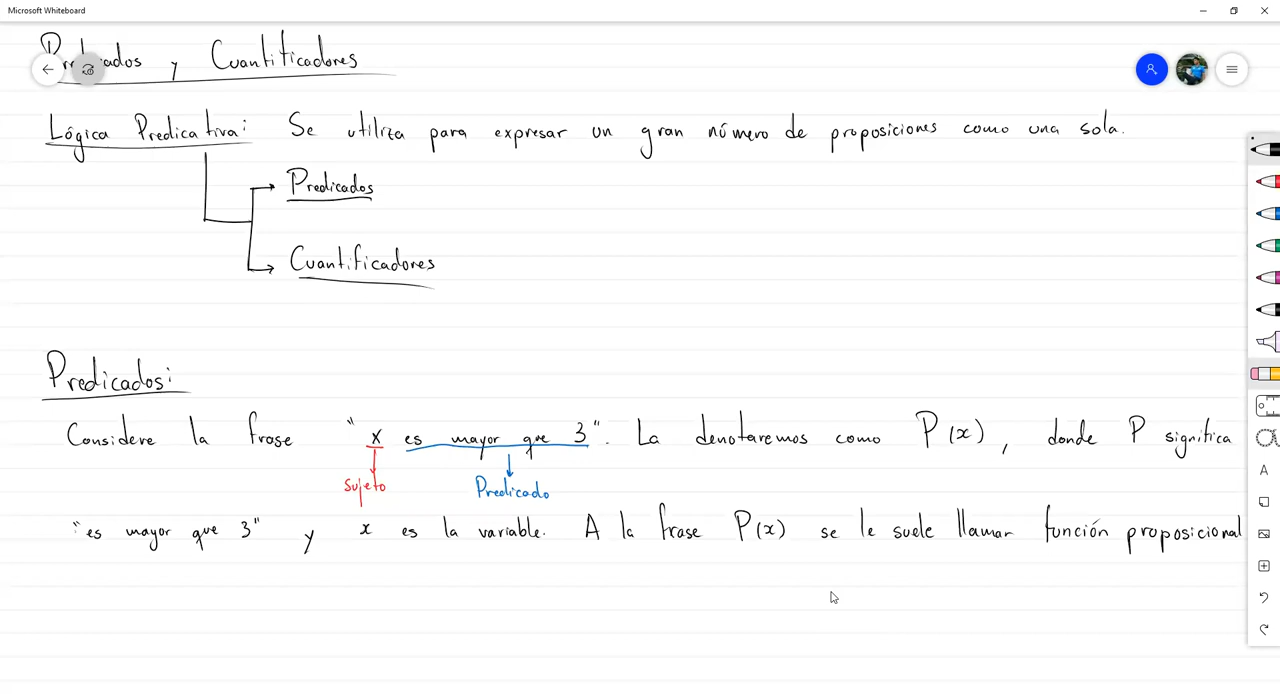 Microsoft Whiteboard
Predicados y Cuantificadores
Lógica Predicativa: Se utiliza para expresar un gran número de proposiciones como una sola.
Predicados
Cuantificadores
Predicados:
Considere la frase "x es mayor que 3". La denotaremos como P(x), donde P significa
Sujeto Predicado
"es mayor que 3" y x es la variable. A la frase P(x) se le suele llamar función proposicional
A